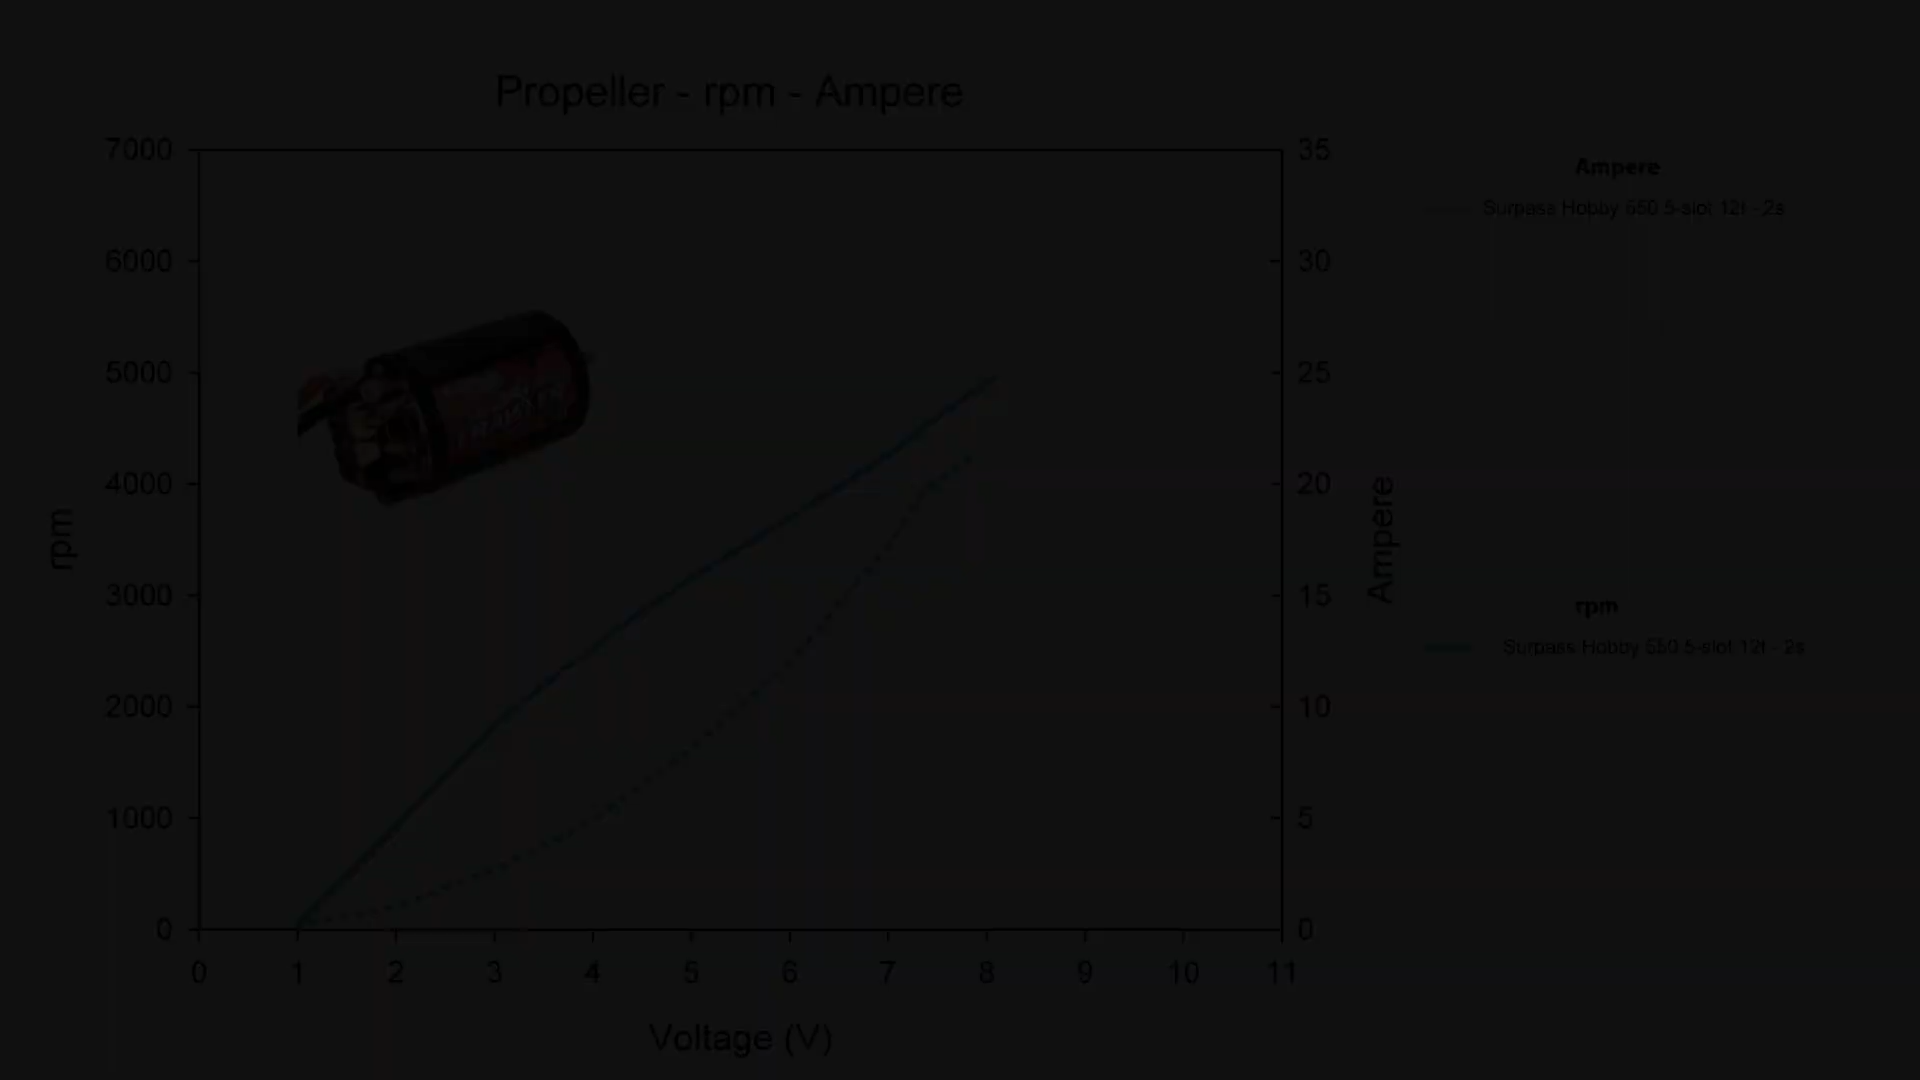 Propeller - rpm - Ampere
7000
6000
5000
4000
3000
2000
1000
0
rpm
35
30
25
20
15
10
5
0
Ampere
0 1 2 3 4 5 6 7 8 9 10 11
Voltage (V)
Ampere
Surpass Hobby 550 5-slot 12t - 2s
rpm
Surpass Hobby 550 5-slot 12t - 2s